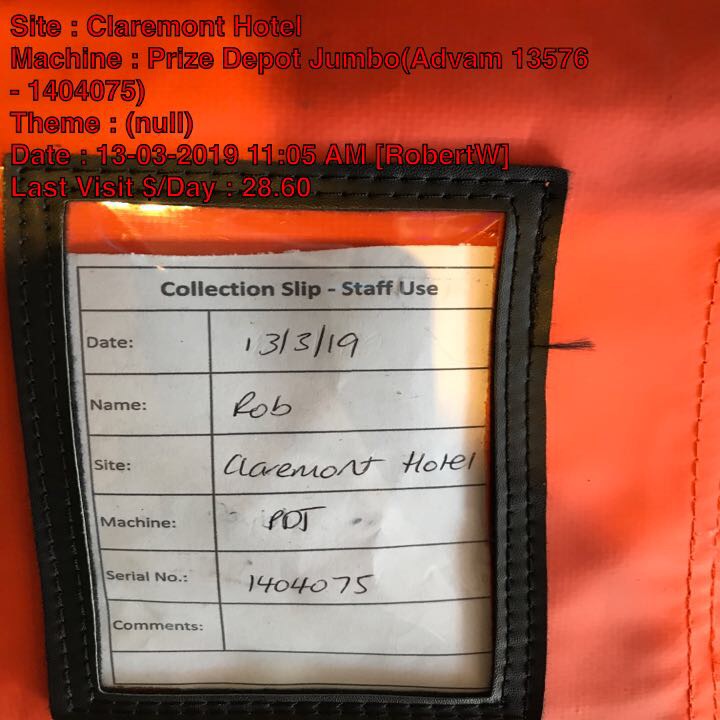 Site : Claremont Hotel
Machine : Prize Depot Jumbo(Advam 13576
- 1404075)
Theme : (null)
Date : 13-03-2019 11:05 AM [RobertW]
Last Visit $/Day : 28.60
Collection Slip - Staff Use
Date: 13/3/19
Name: Rob
Site: Claremont Hotel
Machine: PDJ
Serial No.: 1404075
Comments: